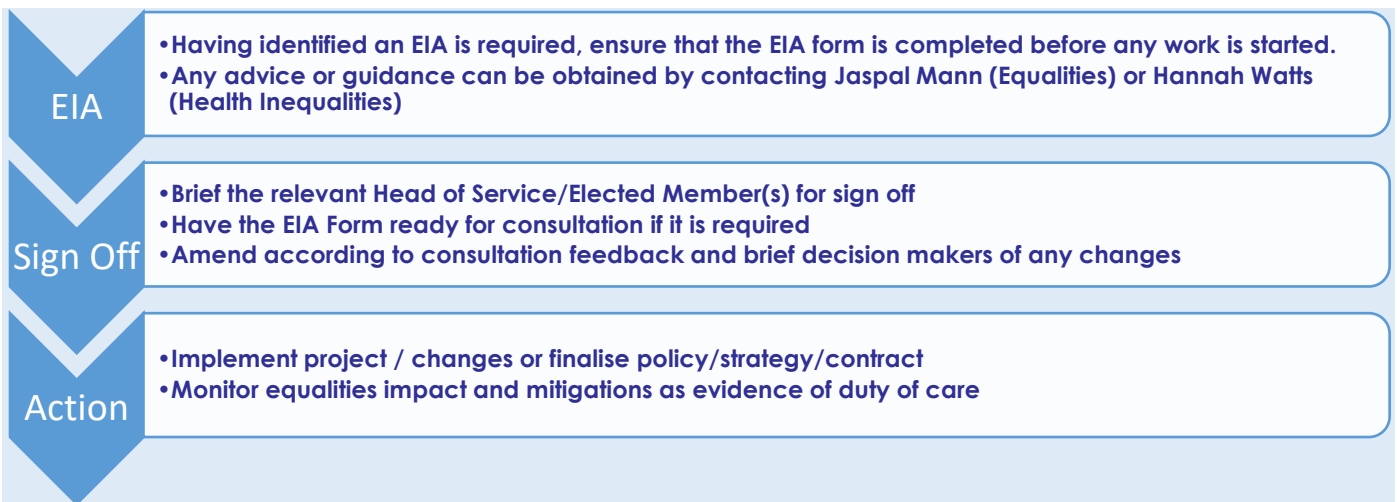 EIA
•Having identified an EIA is required, ensure that the EIA form is completed before any work is started.
•Any advice or guidance can be obtained by contacting Jaspal Mann (Equalities) or Hannah Watts
(Health Inequalities)
Sign Off
•Brief the relevant Head of Service/Elected Member(s) for sign off
•Have the EIA Form ready for consultation if it is required
•Amend according to consultation feedback and brief decision makers of any changes
Action
•Implement project / changes or finalise policy/strategy/contract
•Monitor equalities impact and mitigations as evidence of duty of care